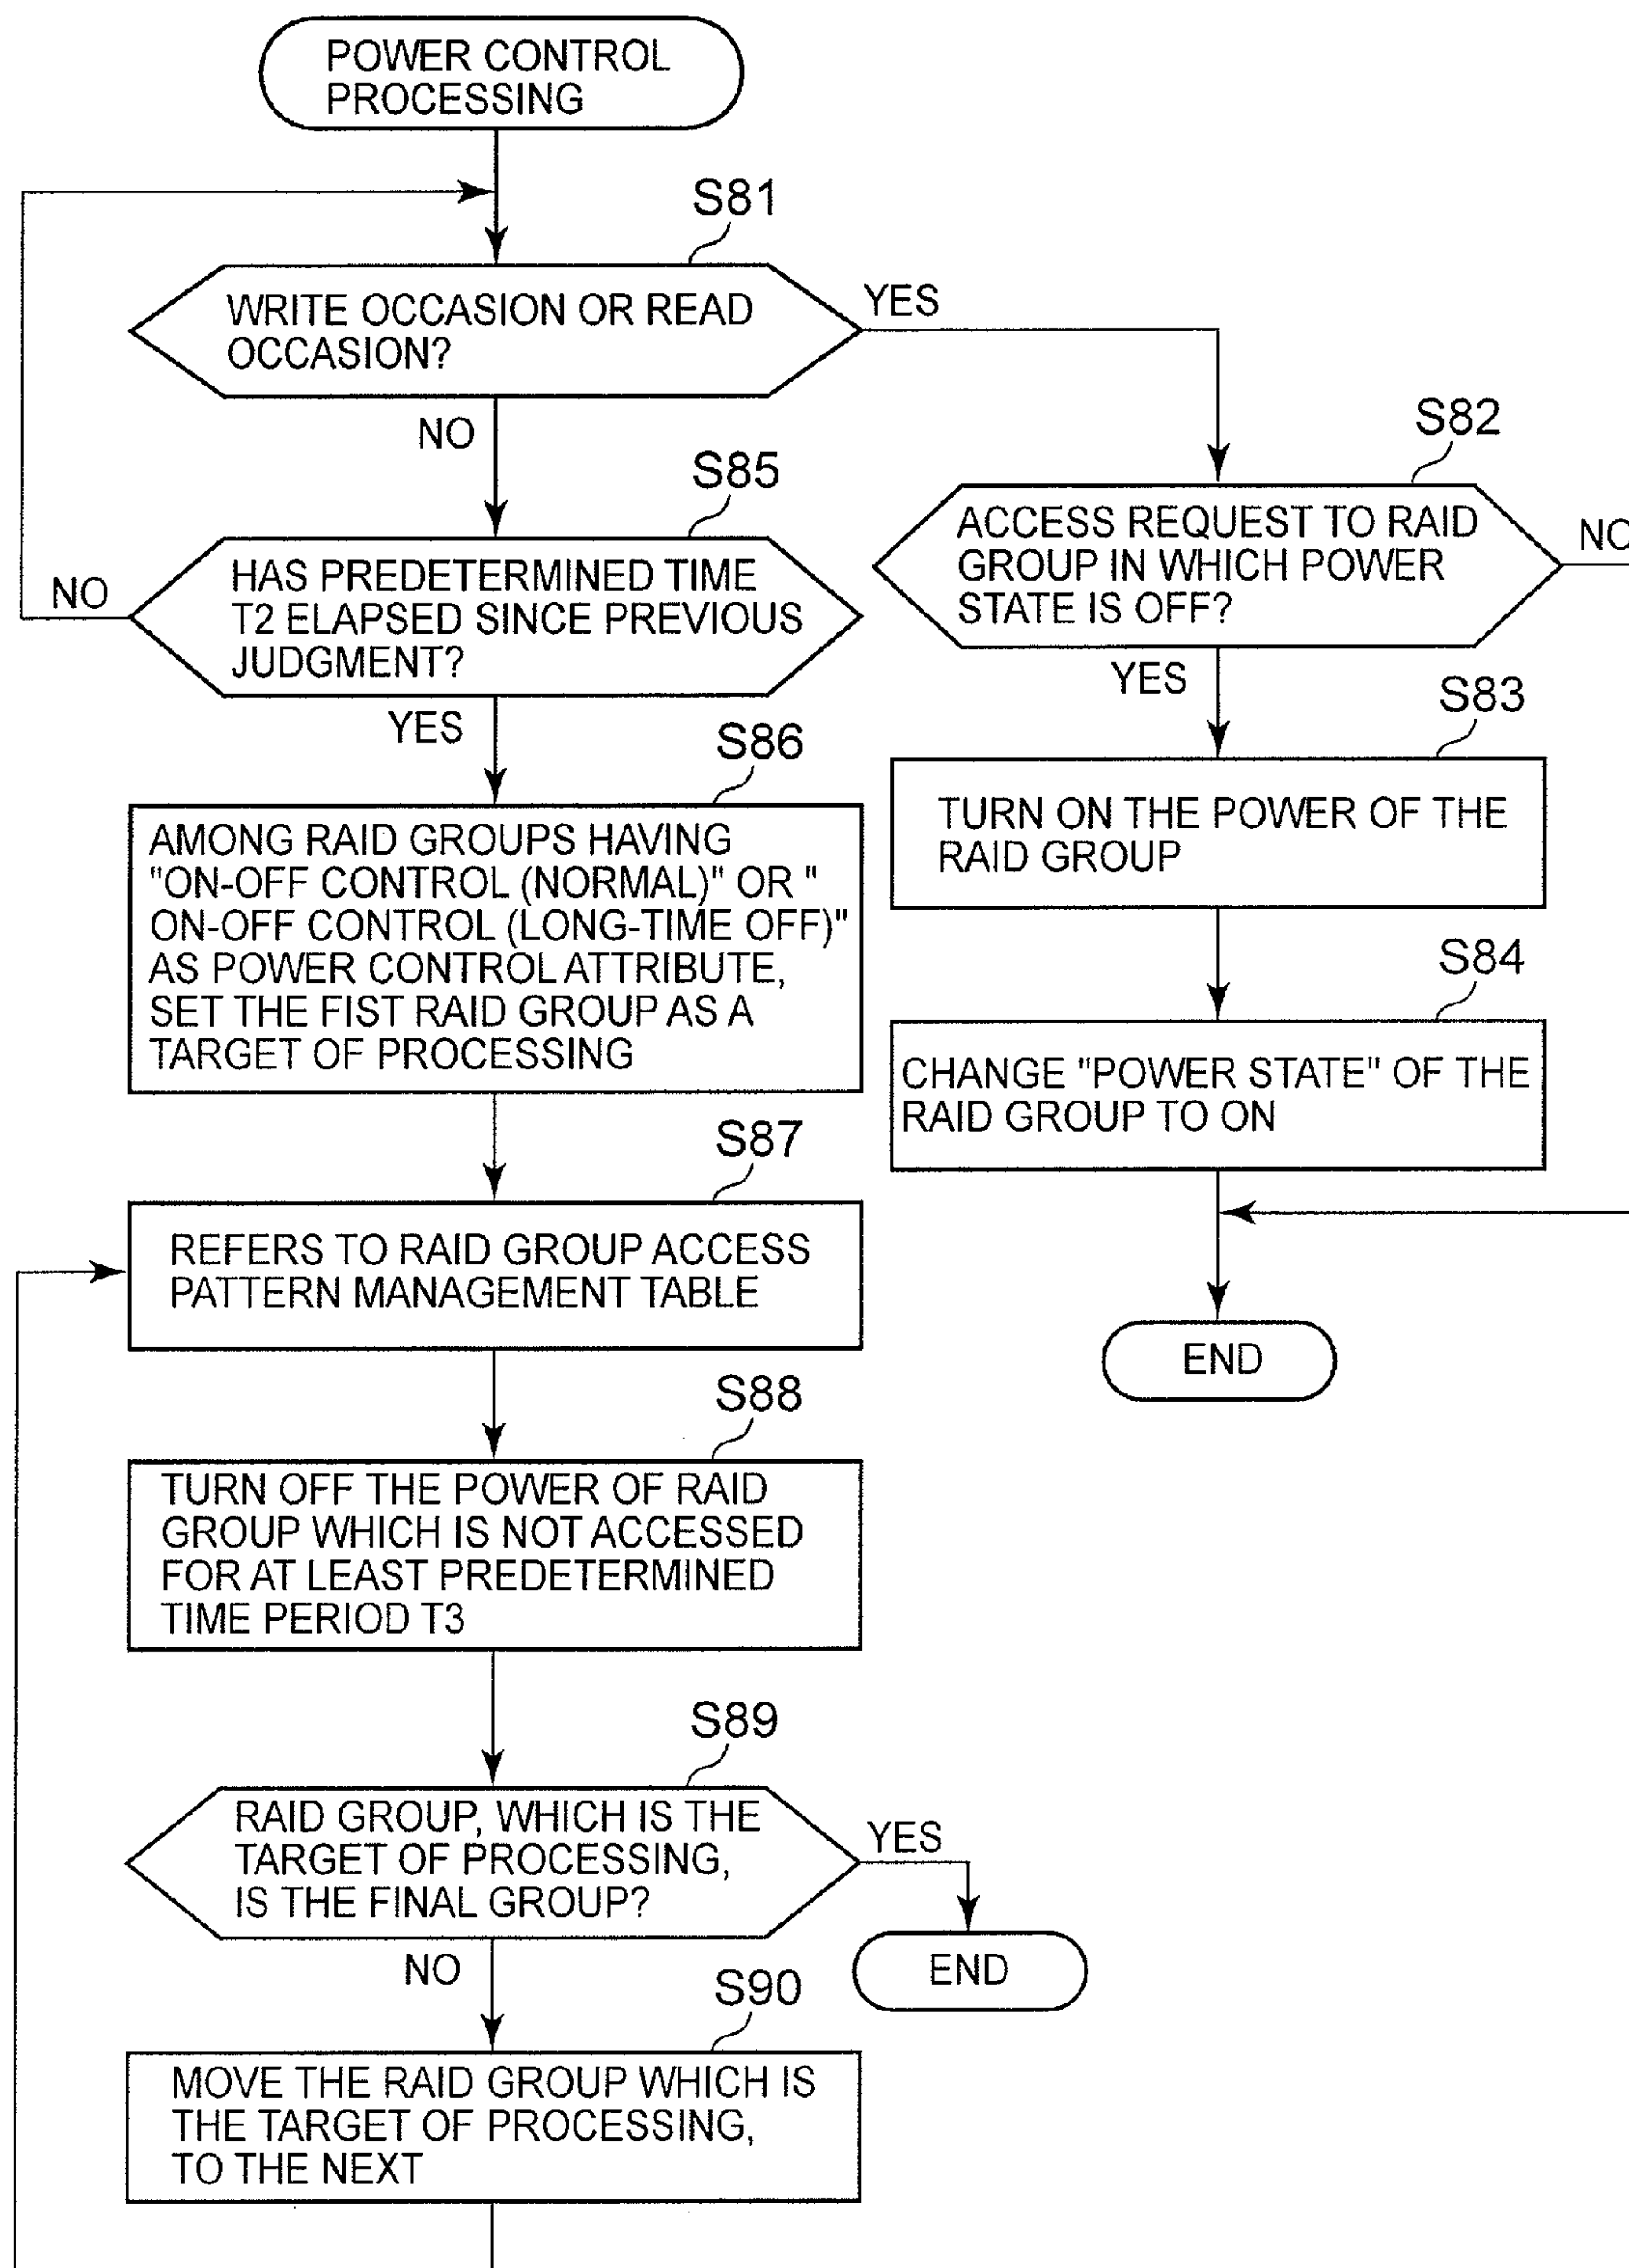 POWER CONTROL
PROCESSING
S81
WRITE OCCASION OR READ
OCCASION?
YES
NO
S85
HAS PREDETERMINED TIME
T2 ELAPSED SINCE PREVIOUS
JUDGMENT?
NO
YES
S82
ACCESS REQUEST TO RAID
GROUP IN WHICH POWER
STATE IS OFF?
NO
YES
S83
TURN ON THE POWER OF THE
RAID GROUP
S84
CHANGE "POWER STATE" OF THE
RAID GROUP TO ON
END
S86
AMONG RAID GROUPS HAVING
"ON-OFF CONTROL (NORMAL)" OR "
ON-OFF CONTROL (LONG-TIME OFF)"
AS POWER CONTROL ATTRIBUTE,
SET THE FIST RAID GROUP AS A
TARGET OF PROCESSING
S87
REFERS TO RAID GROUP ACCESS
PATTERN MANAGEMENT TABLE
S88
TURN OFF THE POWER OF RAID
GROUP WHICH IS NOT ACCESSED
FOR AT LEAST PREDETERMINED
TIME PERIOD T3
S89
RAID GROUP, WHICH IS THE
TARGET OF PROCESSING,
IS THE FINAL GROUP?
YES
END
NO
S90
MOVE THE RAID GROUP WHICH IS
THE TARGET OF PROCESSING,
TO THE NEXT